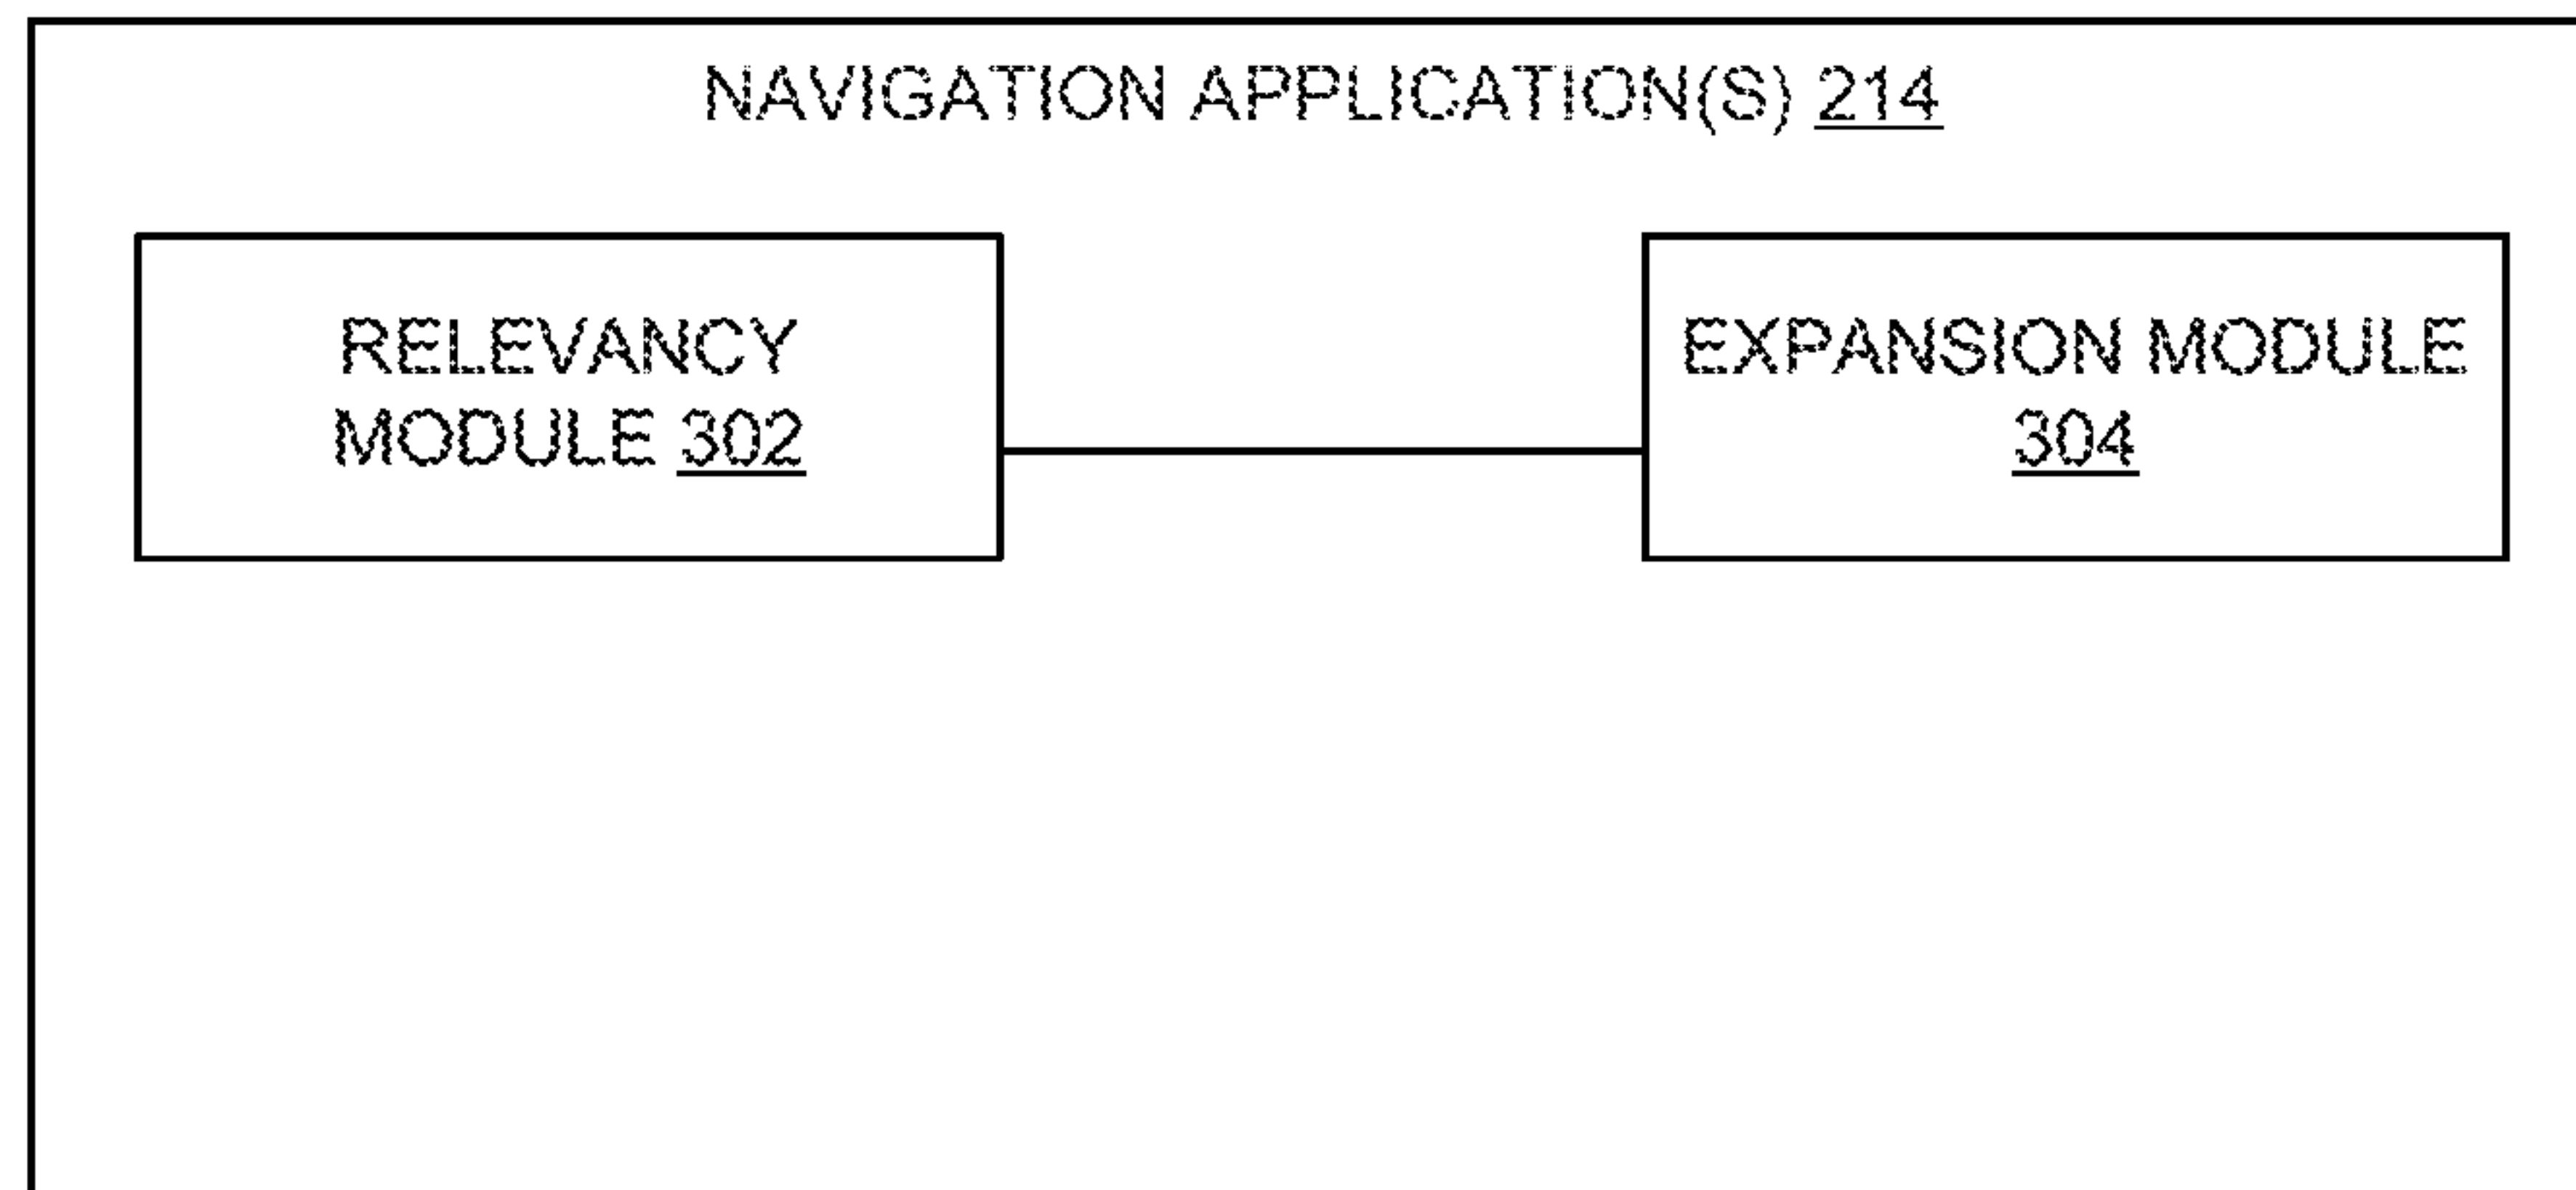 NAVIGATION APPLICATION(S) 214
RELEVANCY
MODULE 302
EXPANSION MODULE
304